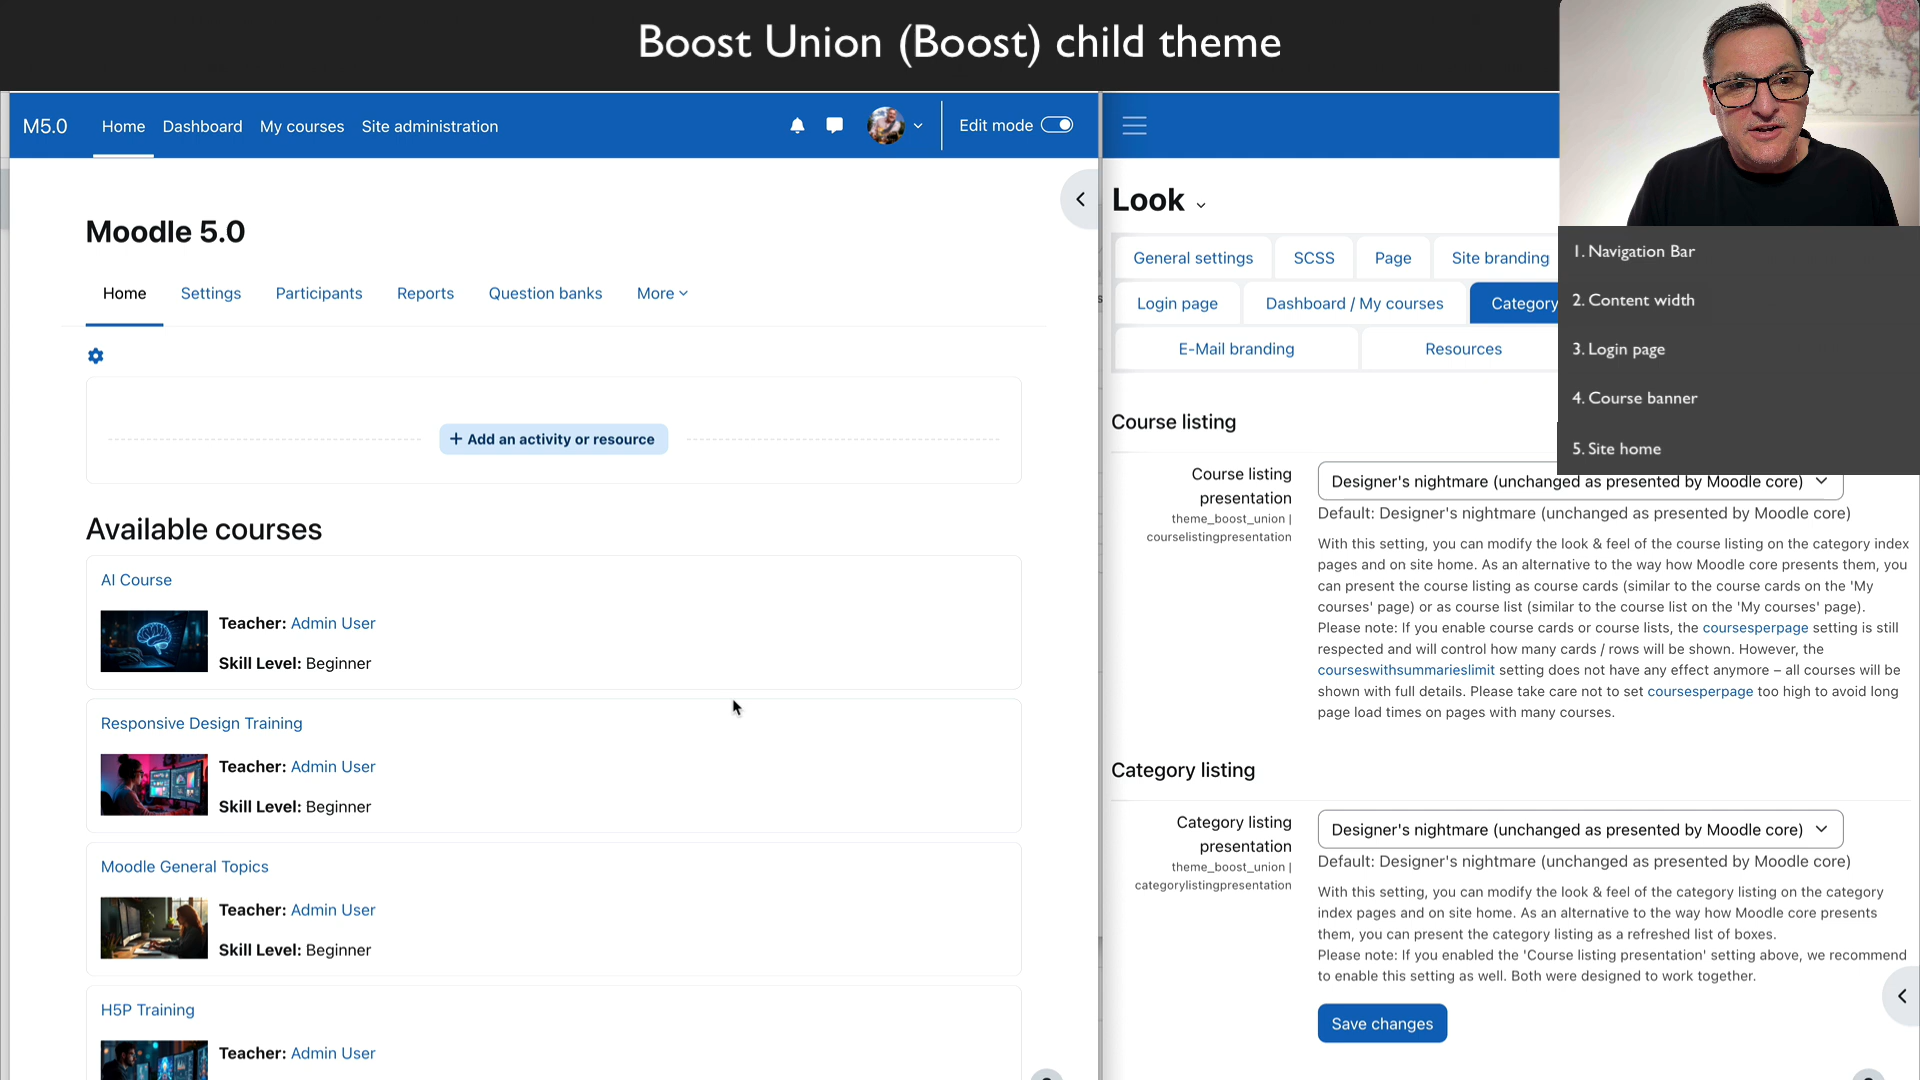 Boost Union (Boost) child theme
M5.0
Home
Dashboard
My courses
Site administration
Edit mode
Moodle 5.0
Home
Settings
Participants
Reports
Question banks
More
+ Add an activity or resource
Available courses
AI Course
Teacher: Admin User
Skill Level: Beginner
Responsive Design Training
Teacher: Admin User
Skill Level: Beginner
Moodle General Topics
Teacher: Admin User
Skill Level: Beginner
H5P Training
Teacher: Admin User
Look
General settings
SCSS
Page
Site branding
Login page
Dashboard / My courses
Category
E-Mail branding
Resources
1. Navigation Bar
2. Content width
3. Login page
4. Course banner
5. Site home
Course listing
Course listing
presentation
theme_boost_union |
courselistingpresentation
Designer's nightmare (unchanged as presented by Moodle core)
Default: Designer's nightmare (unchanged as presented by Moodle core)
With this setting, you can modify the look & feel of the course listing on the category index
pages and on site home. As an alternative to the way how Moodle core presents them, you
can present the course listing as course cards (similar to the course cards on the 'My
courses' page) or as course list (similar to the course list on the 'My courses' page).
Please note: If you enable course cards or course lists, the coursesperpage setting is still
respected and will control how many cards / rows will be shown. However, the
courseswithsummarieslimit setting does not have any effect anymore – all courses will be
shown with full details. Please take care not to set coursesperpage too high to avoid long
page load times on pages with many courses.
Category listing
Category listing
presentation
theme_boost_union |
categorylistingpresentation
Designer's nightmare (unchanged as presented by Moodle core)
Default: Designer's nightmare (unchanged as presented by Moodle core)
With this setting, you can modify the look & feel of the category listing on the category
index pages and on site home. As an alternative to the way how Moodle core presents
them, you can present the category listing as a refreshed list of boxes.
Please note: If you enabled the 'Course listing presentation' setting above, we recommend
to enable this setting as well. Both were designed to work together.
Save changes